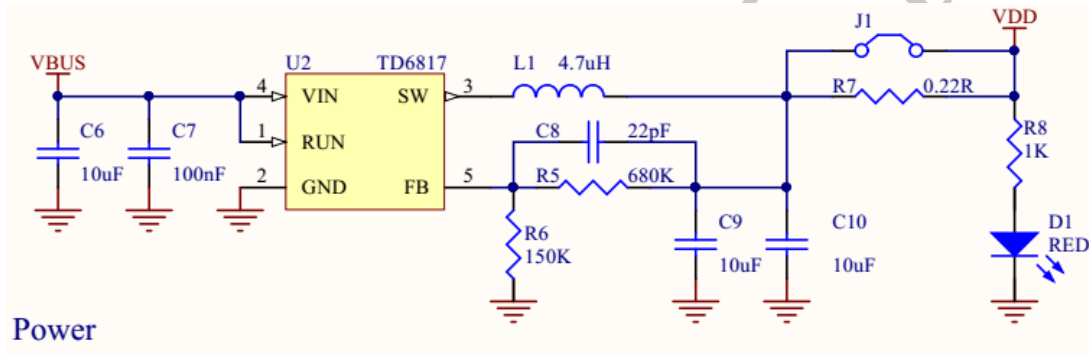 J1
VDD
VBUS
U2 TD6817 L1 4.7uH
4 VIN SW 3 R7 0.22R
C6 C7 1 RUN C8 22pF R8
1K
10uF 100nF 2 GND FB 5 R5 680K
R6 C9 C10 D1
150K RED
10uF 10uF
Power